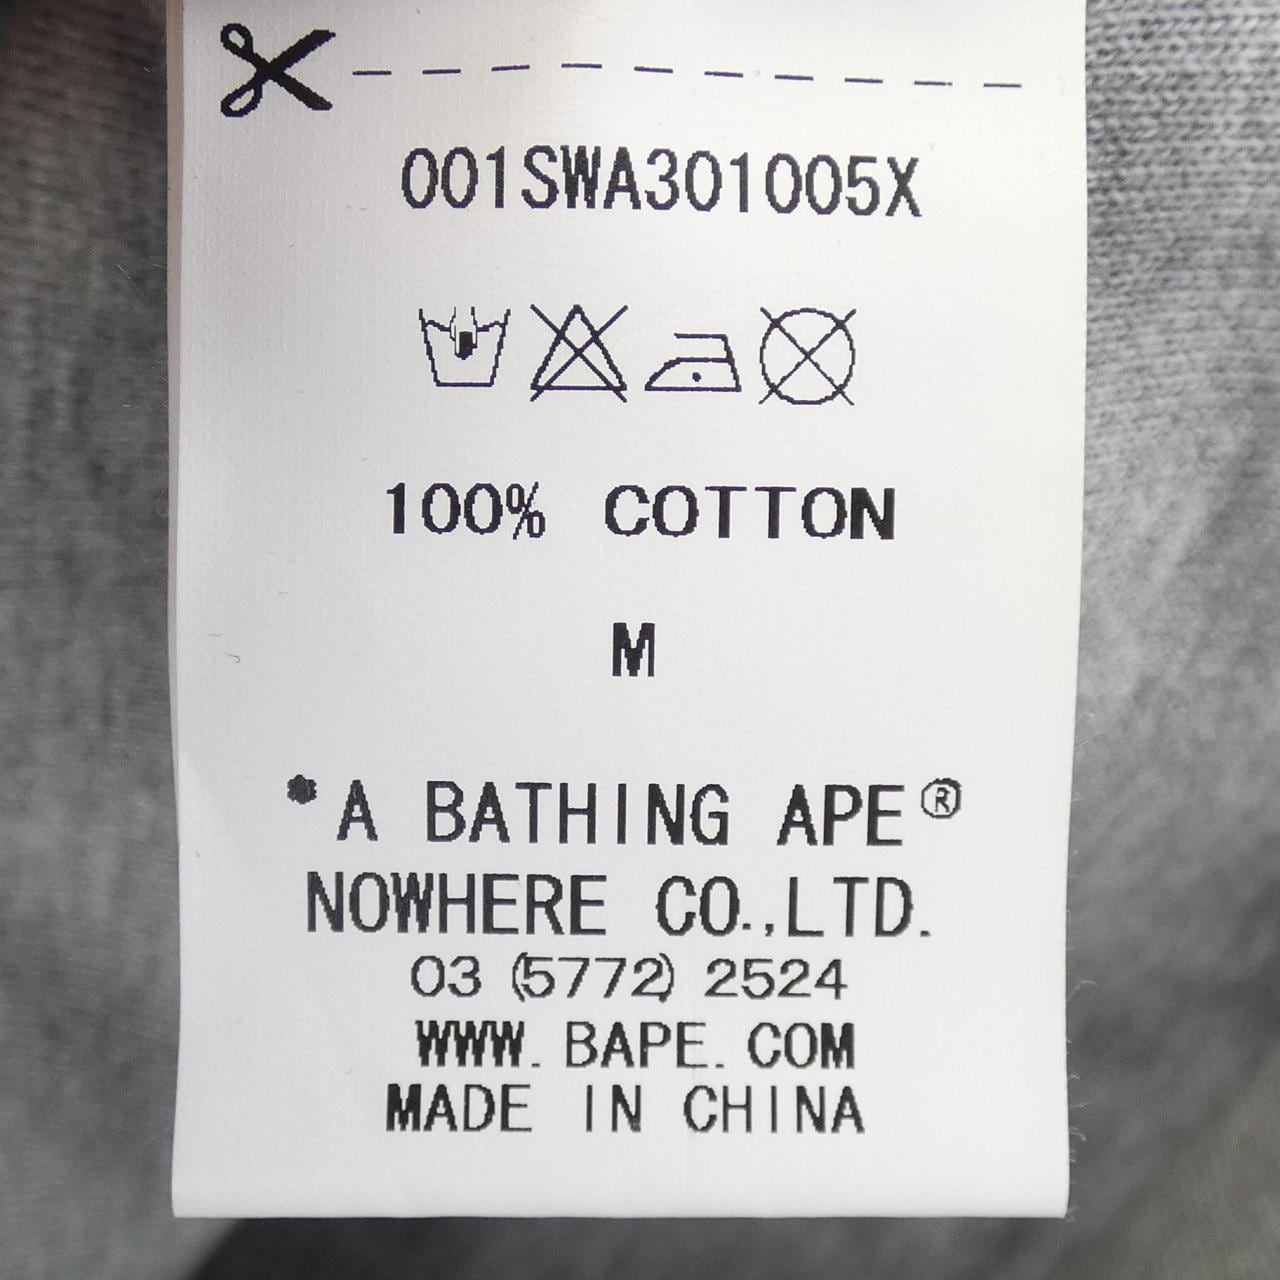 001SWA301005X
100% COTTON
M
*A BATHING APE®
NOWHERE CO.,LTD.
03 (5772) 2524
WWW. BAPE. COM
MADE IN CHINA